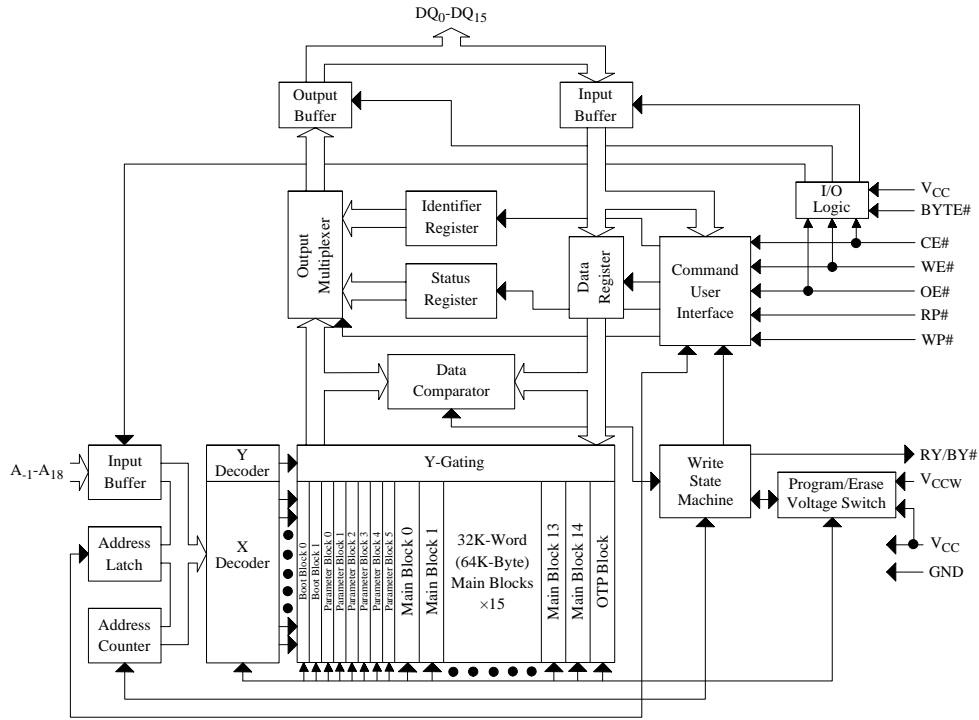 DQ0-DQ15
Output
Buffer
Input
Buffer
I/O
Logic
VCC
BYTE#
Output
Multiplexer
Identifier
Register
Status
Register
Data
Register
Command
User
Interface
CE#
WE#
OE#
RP#
WP#
Data
Comparator
A-1-A18
Input
Buffer
Y
Decoder
Y-Gating
Write
State
Machine
RY/BY#
Program/Erase
Voltage Switch
VCCW
VCC
GND
Address
Latch
X
Decoder
Address
Counter
Boot Block 0
Boot Block 1
Parameter Block 0
Parameter Block 1
Parameter Block 2
Parameter Block 3
Parameter Block 4
Parameter Block 5
Main Block 0
Main Block 1
32K-Word
(64K-Byte)
Main Blocks
×15
Main Block 13
Main Block 14
OTP Block